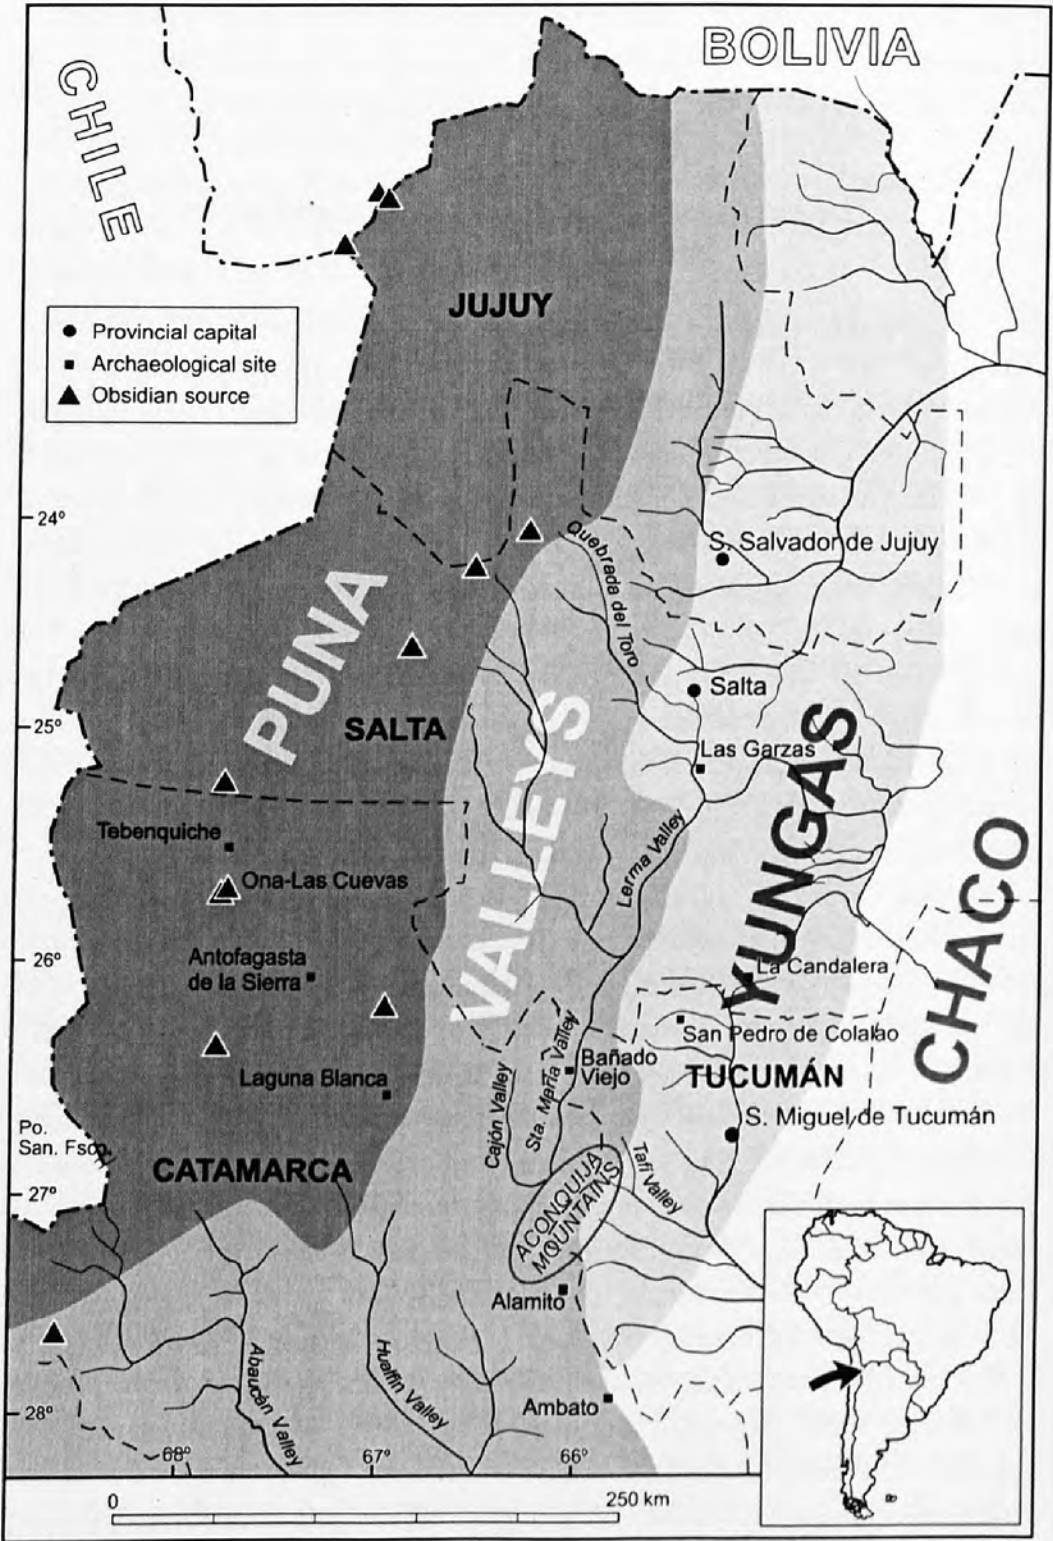 BOLIVIA
CHILE
JUJUY
Provincial capital
Archaeological site
Obsidian source
24°
Quebrada del Toro
S. Salvador de Jujuy
PUNA
VALLEYS
YUNGAS
CHACO
SALTA
Salta
25°
Las Garzas
Tebenquiche
Lerma Valley
Ona-Las Cuevas
26°
Antofagasta
de la Sierra
La Candalera
San Pedro de Colalao
Laguna Blanca
Cajón Valley
Sta. María Valley
Bañado
Viejo
TUCUMÁN
S. Miguel de Tucumán
Po.
San. Fsco.
CATAMARCA
27°
ACONQUIJA
MOUNTAINS
Tafí Valley
Alamito
Abaucán Valley
Hualfín Valley
Ambato
28°
68°
67°
66°
0
250 km